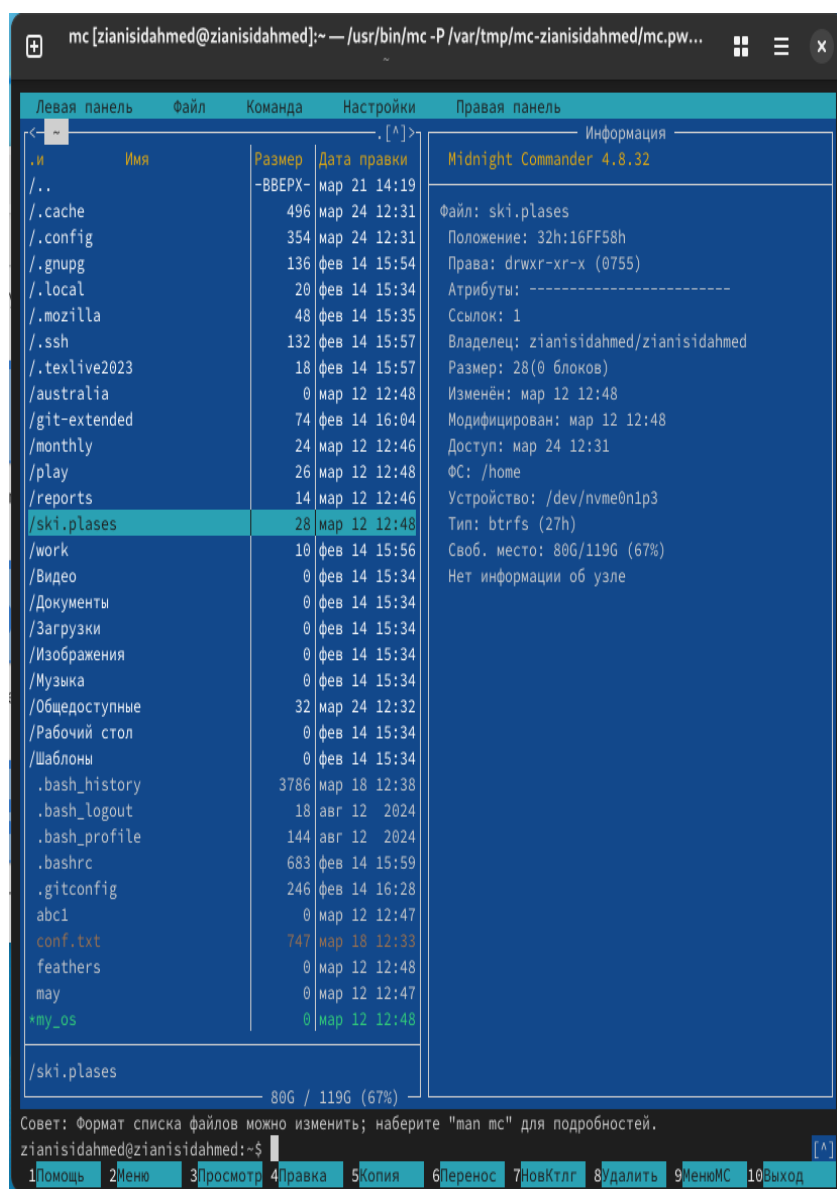 mc [zianisidahmed@zianisidahmed]:~ — /usr/bin/mc -P /var/tmp/mc-zianisidahmed/mc.pw...
~
Левая панель Файл Команда Настройки Правая панель
<- ~ .[^]> Информация
.и Имя Размер Дата правки Midnight Commander 4.8.32
/.. -ВВЕРХ- мар 21 14:19
/.cache 496 мар 24 12:31 Файл: ski.plases
/.config 354 мар 24 12:31 Положение: 32h:16FF58h
/.gnupg 136 фев 14 15:54 Права: drwxr-xr-x (0755)
/.local 20 фев 14 15:34 Атрибуты: -------------------------
/.mozilla 48 фев 14 15:35 Ссылок: 1
/.ssh 132 фев 14 15:57 Владелец: zianisidahmed/zianisidahmed
/.texlive2023 18 фев 14 15:57 Размер: 28(0 блоков)
/australia 0 мар 12 12:48 Изменён: мар 12 12:48
/git-extended 74 фев 14 16:04 Модифицирован: мар 12 12:48
/monthly 24 мар 12 12:46 Доступ: мар 24 12:31
/play 26 мар 12 12:48 ФС: /home
/reports 14 мар 12 12:46 Устройство: /dev/nvme0n1p3
/ski.plases 28 мар 12 12:48 Тип: btrfs (27h)
/work 10 фев 14 15:56 Своб. место: 80G/119G (67%)
/Видео 0 фев 14 15:34 Нет информации об узле
/Документы 0 фев 14 15:34
/Загрузки 0 фев 14 15:34
/Изображения 0 фев 14 15:34
/Музыка 0 фев 14 15:34
/Общедоступные 32 мар 24 12:32
/Рабочий стол 0 фев 14 15:34
/Шаблоны 0 фев 14 15:34
.bash_history 3786 мар 18 12:38
.bash_logout 18 авг 12 2024
.bash_profile 144 авг 12 2024
.bashrc 683 фев 14 15:59
.gitconfig 246 фев 14 16:28
abc1 0 мар 12 12:47
conf.txt 747 мар 18 12:33
feathers 0 мар 12 12:48
may 0 мар 12 12:47
*my_os 0 мар 12 12:48
/ski.plases
80G / 119G (67%)
Совет: Формат списка файлов можно изменить; наберите "man mc" для подробностей.
zianisidahmed@zianisidahmed:~$ [^]
1Помощь 2Меню 3Просмотр 4Правка 5Копия 6Перенос 7НовКтлг 8Удалить 9МенюМС 10Выход